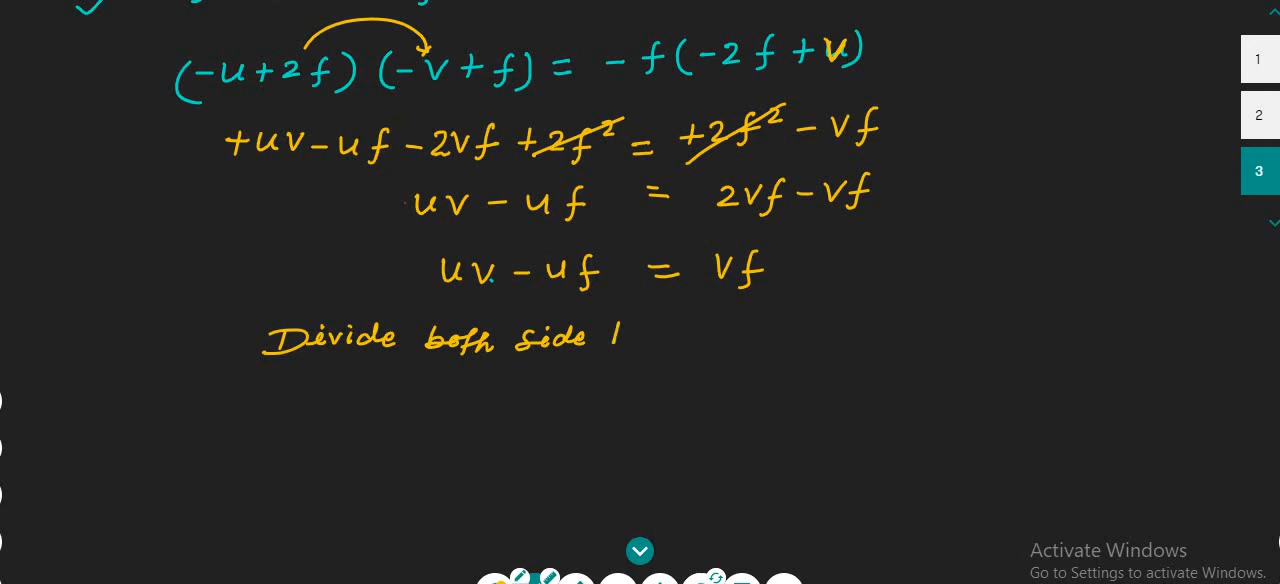 (-u+2f) (-v+f) = -f(-2f+v)
+uv-uf-2vf +2f² = +2f² - vf
uv - uf = 2vf - vf
uv - uf = vf
Divide both side
1
2
3
Activate Windows
Go to Settings to activate Windows.